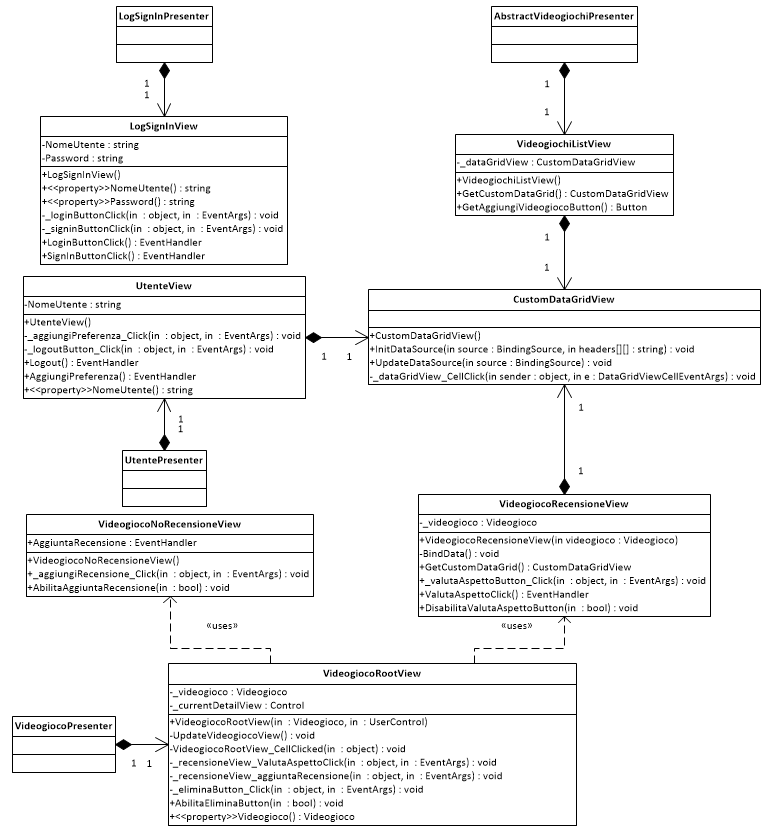 LogSignInPresenter
1
1
LogSignInView
-NomeUtente : string
-Password : string
+LogSignInView()
+<<property>>NomeUtente() : string
+<<property>>Password() : string
-_loginButtonClick(in  : object, in  : EventArgs) : void
-_signinButtonClick(in  : object, in  : EventArgs) : void
+LoginButtonClick() : EventHandler
+SignInButtonClick() : EventHandler
AbstractVideogiochiPresenter
1
1
VideogiochiListView
-_dataGridView : CustomDataGridView
+VideogiochiListView()
+GetCustomDataGrid() : CustomDataGridView
+GetAggiungiVideogiocoButton() : Button
1
1
UtenteView
-NomeUtente : string
+UtenteView()
-_aggiungiPreferenza_Click(in  : object, in  : EventArgs) : void
-_logoutButton_Click(in  : object, in  : EventArgs) : void
+Logout() : EventHandler
+AggiungiPreferenza() : EventHandler
+<<property>>NomeUtente() : string
1
1
CustomDataGridView
+CustomDataGridView()
+InitDataSource(in source : BindingSource, in headers[][] : string) : void
+UpdateDataSource(in source : BindingSource) : void
-_dataGridView_CellClick(in sender : object, in e : DataGridViewCellEventArgs) : void
1
1
1
1
UtentePresenter
VideogiocoNoRecensioneView
+AggiuntaRecensione : EventHandler
+VideogiocoNoRecensioneView()
+_aggiungiRecensione_Click(in  : object, in  : EventArgs) : void
+AbilitaAggiuntaRecensione(in  : bool) : void
VideogiocoRecensioneView
-_videogioco : Videogioco
+VideogiocoRecensioneView(in videogioco : Videogioco)
-BindData() : void
+GetCustomDataGrid() : CustomDataGridView
+_valutaAspettoButton_Click(in  : object, in  : EventArgs) : void
+ValutaAspettoClick() : EventHandler
+DisabilitaValutaAspettoButton(in  : bool) : void
«uses»
«uses»
VideogiocoRootView
-_videogioco : Videogioco
-_currentDetailView : Control
+VideogiocoRootView(in  : Videogioco, in  : UserControl)
-UpdateVideogiocoView() : void
-VideogiocoRootView_CellClicked(in  : object) : void
-_recensioneView_ValutaAspettoClick(in  : object, in  : EventArgs) : void
-_recensioneView_aggiuntaRecensione(in  : object, in  : EventArgs) : void
-_eliminaButton_Click(in  : object, in  : EventArgs) : void
+AbilitaEliminaButton(in  : bool) : void
+<<property>>Videogioco() : Videogioco
VideogiocoPresenter
1
1